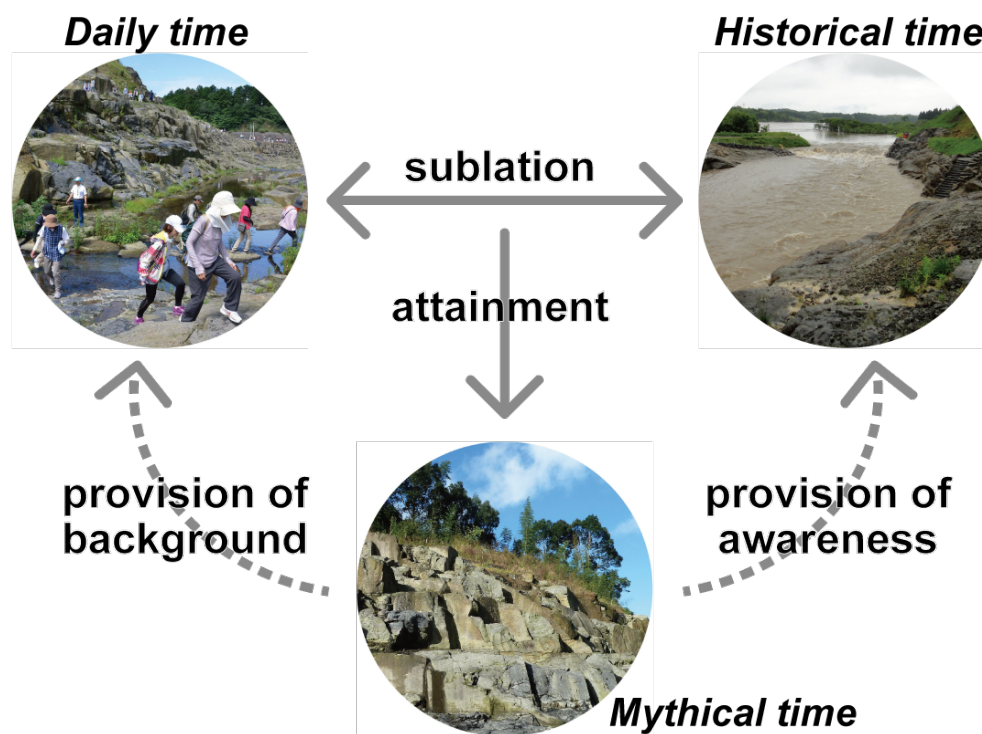 Daily time
Historical time
sublation
attainment
provision of
background
provision of
awareness
Mythical time